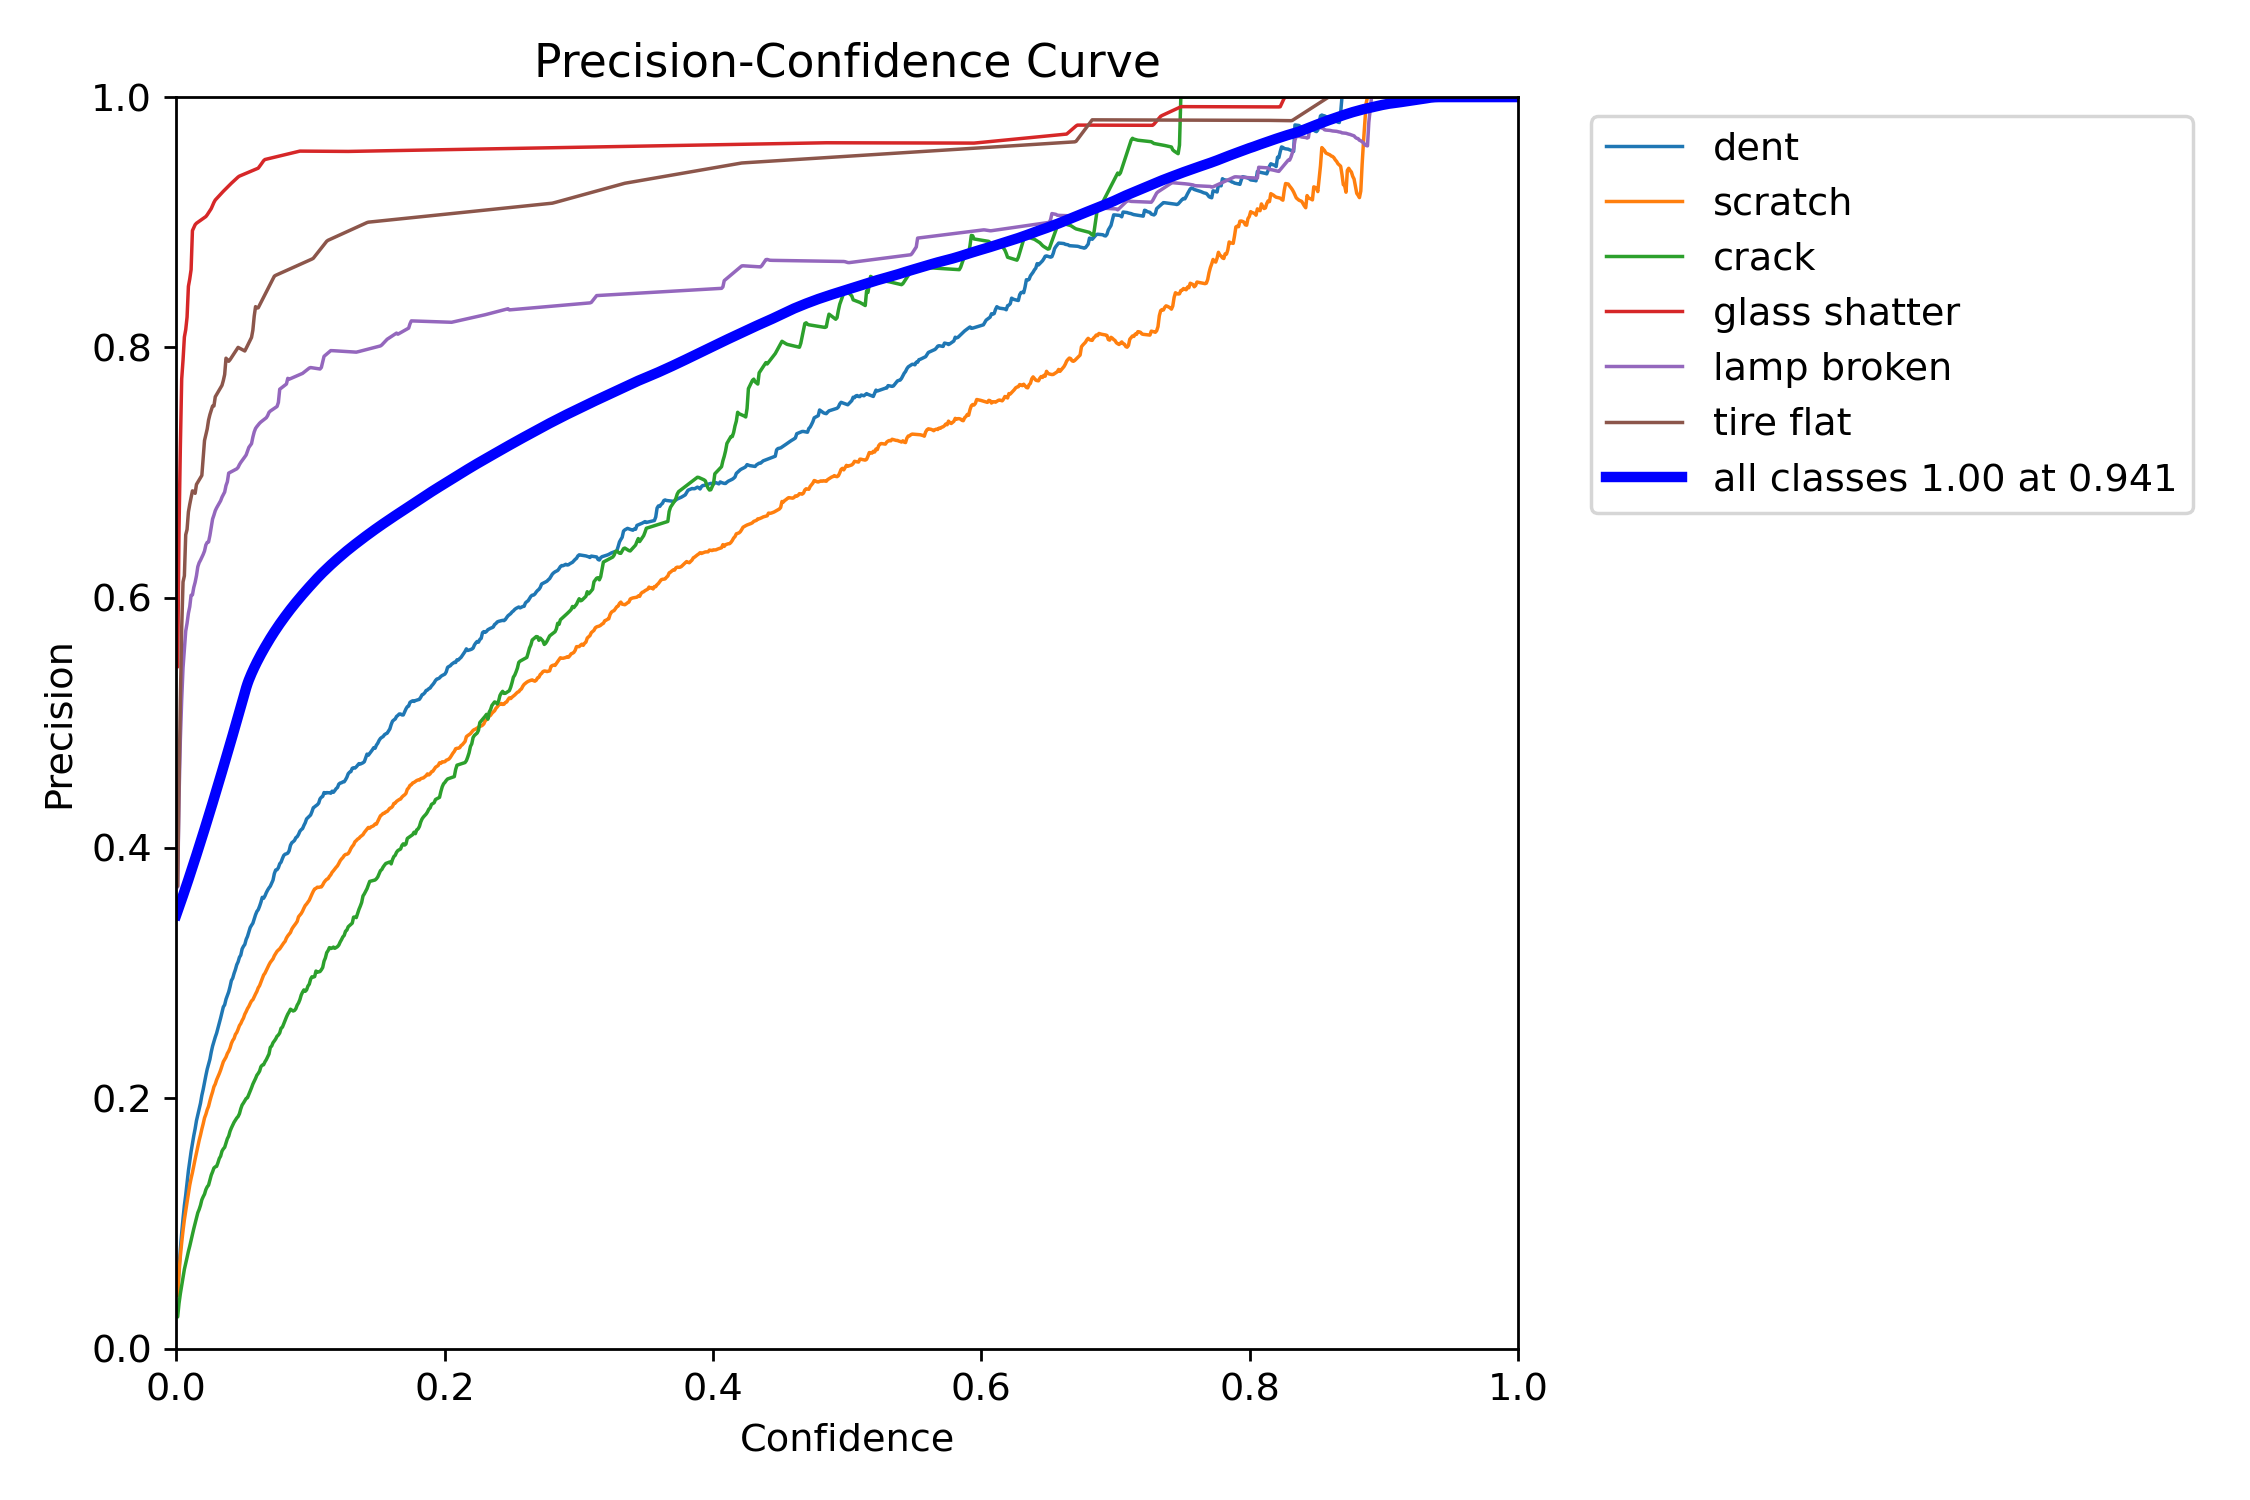 Precision-Confidence Curve
1.0
0.8
0.6
0.4
0.2
0.0
Precision
0.0 0.2 0.4 0.6 0.8 1.0
Confidence
dent
scratch
crack
glass shatter
lamp broken
tire flat
all classes 1.00 at 0.941